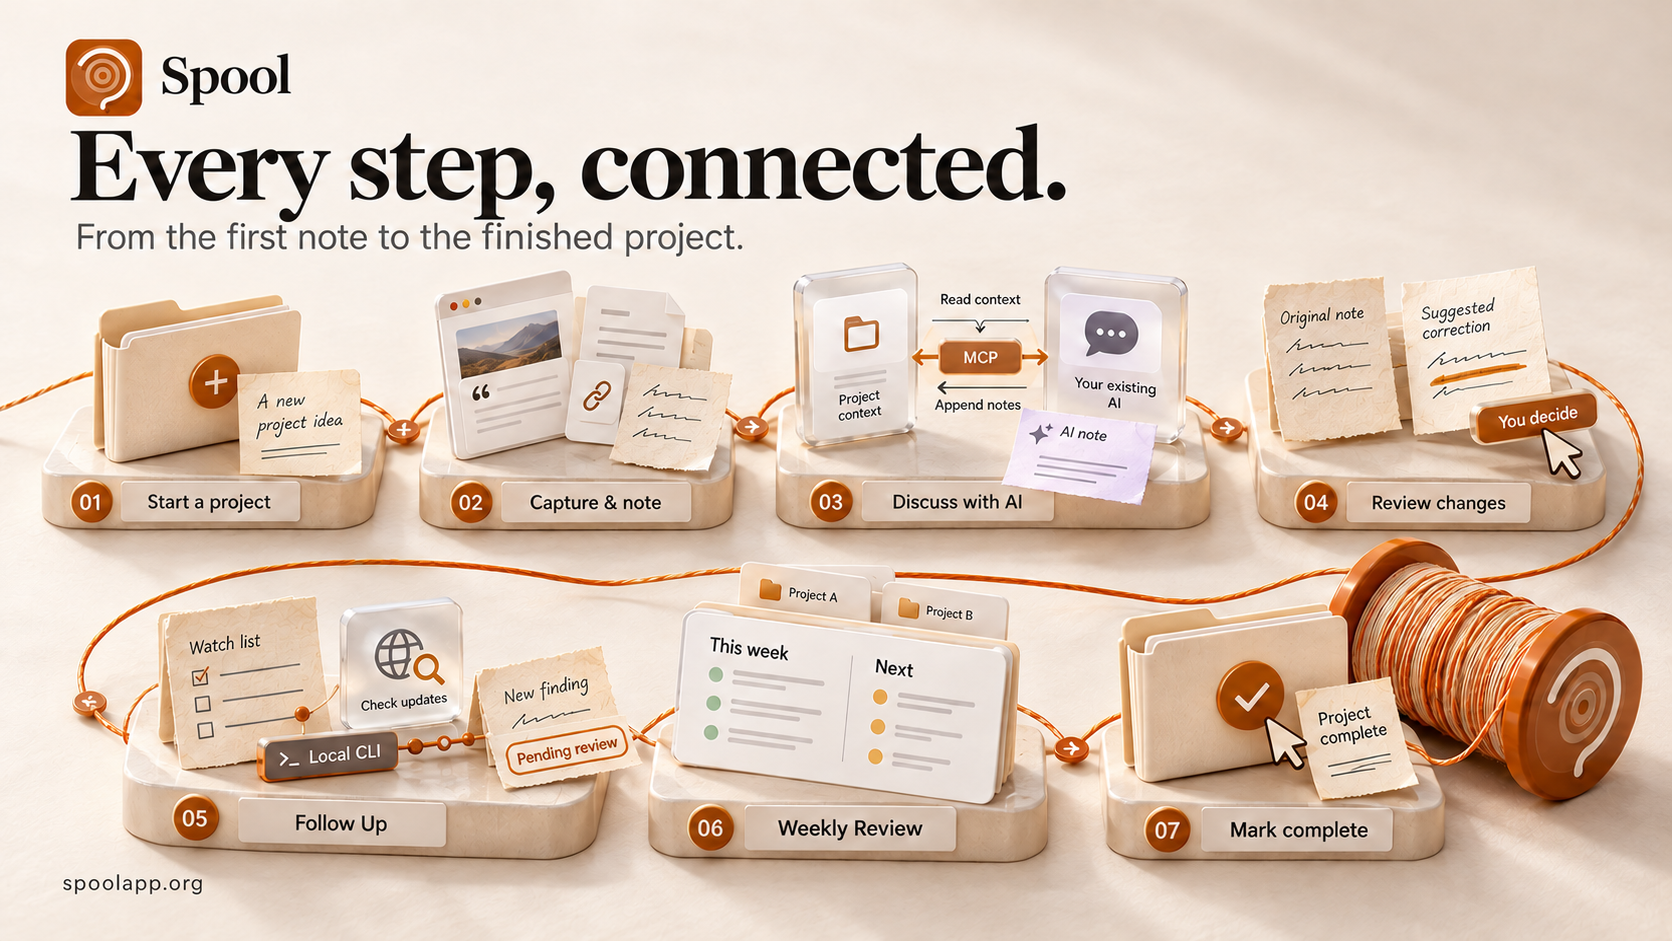 Spool
Every step, connected.
From the first note to the finished project.
A new
project idea
01 Start a project
“
02 Capture & note
Project
context
Read context
MCP
Append notes
Your existing
AI
AI note
03 Discuss with AI
Original note
Suggested
correction
You decide
04 Review changes
Watch list
Check updates
>_ Local CLI
New finding
Pending review
05 Follow Up
Project A
Project B
This week
Next
06 Weekly Review
Project
complete
07 Mark complete
spoolapp.org